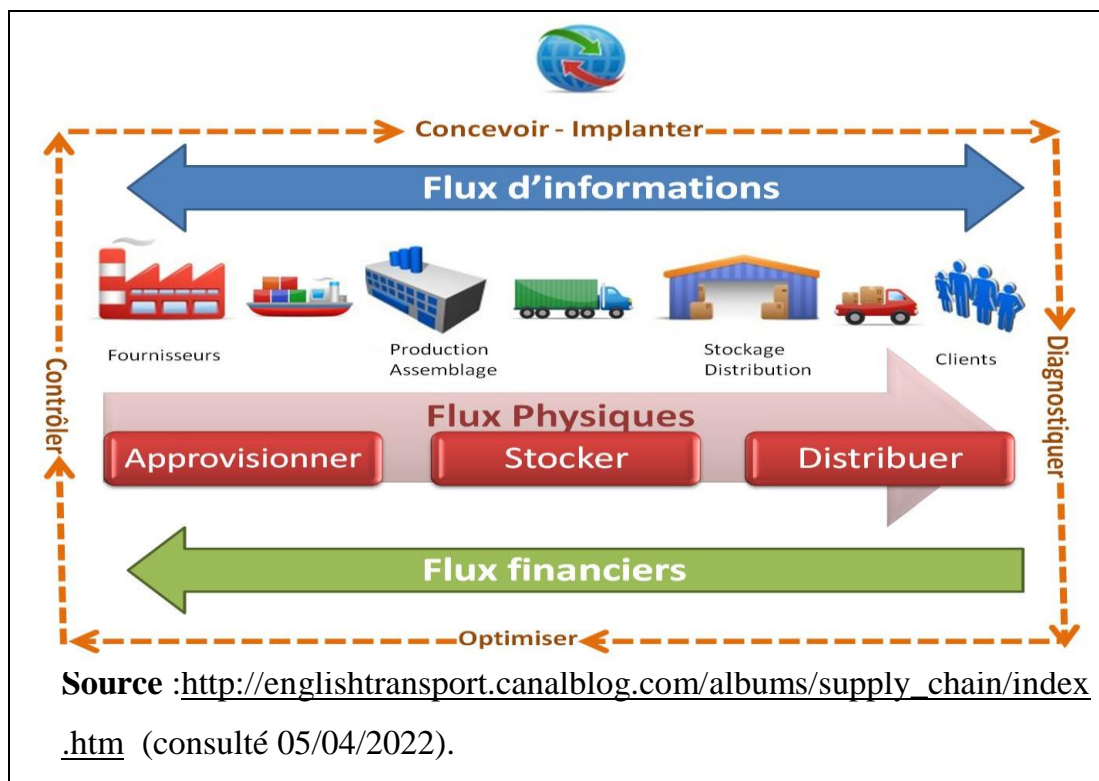 Concevoir - Implanter
Flux d’informations
Fournisseurs
Production
Assemblage
Stockage
Distribution
Clients
Contrôler
Diagnostiquer
Flux Physiques
Approvisionner
Stocker
Distribuer
Flux financiers
Optimiser
Source :http://englishtransport.canalblog.com/albums/supply_chain/index
.htm (consulté 05/04/2022).